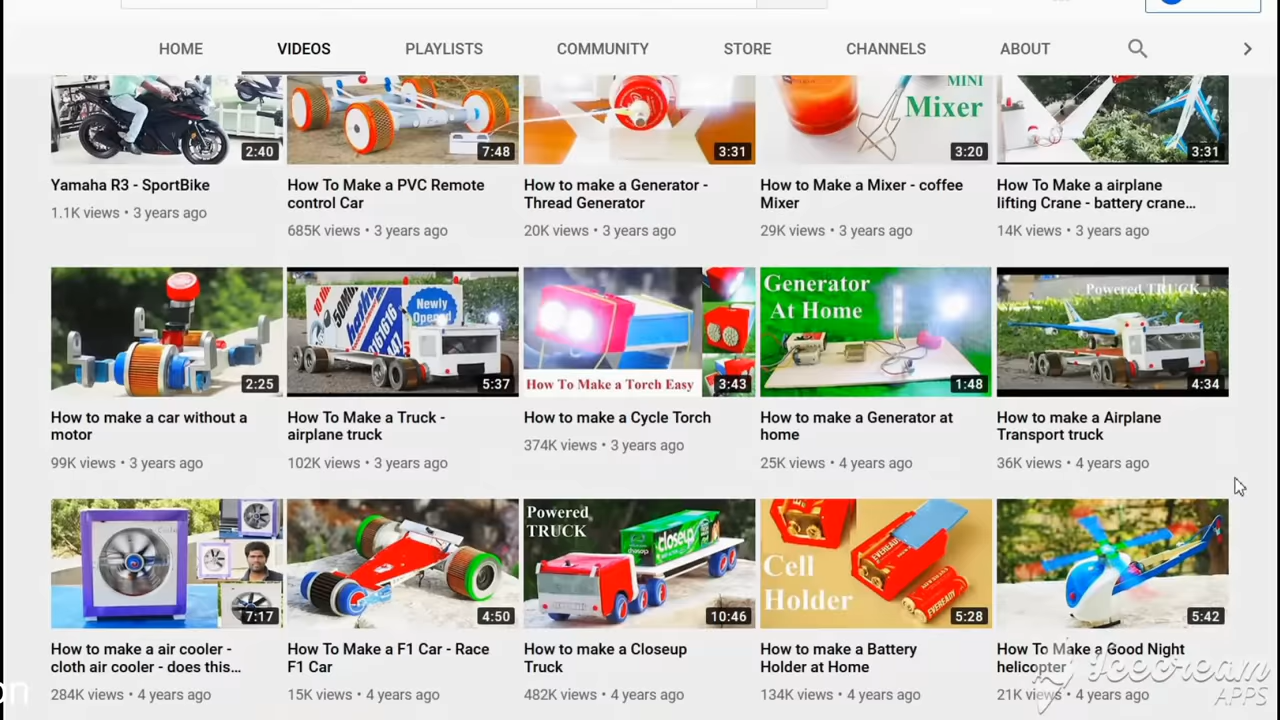 HOME VIDEOS PLAYLISTS COMMUNITY STORE CHANNELS ABOUT
MINI
Mixer
2:40 7:48 3:31 3:20 3:31
Yamaha R3 - SportBike
1.1K views • 3 years ago
How To Make a PVC Remote
control Car
685K views • 3 years ago
How to make a Generator -
Thread Generator
20K views • 3 years ago
How to Make a Mixer - coffee
Mixer
29K views • 3 years ago
How To Make a airplane
lifting Crane - battery crane...
14K views • 3 years ago
Newly
Opened
How To Make a Torch Easy
Generator
At Home
Powered TRUCK
2:25 5:37 3:43 1:48 4:34
How to make a car without a
motor
99K views • 3 years ago
How To Make a Truck -
airplane truck
102K views • 3 years ago
How to make a Cycle Torch
374K views • 3 years ago
How to make a Generator at
home
25K views • 4 years ago
How to make a Airplane
Transport truck
36K views • 4 years ago
Powered
TRUCK
closeup
Cell
Holder
EVEREADY
7:17 4:50 10:46 5:28 5:42
How to make a air cooler -
cloth air cooler - does this...
284K views • 4 years ago
How To Make a F1 Car - Race
F1 Car
15K views • 4 years ago
How to make a Closeup
Truck
482K views • 4 years ago
How to make a Battery
Holder at Home
134K views • 4 years ago
How To Make a Good Night
helicopter
21K views • 4 years ago
on
Icecream
APPS